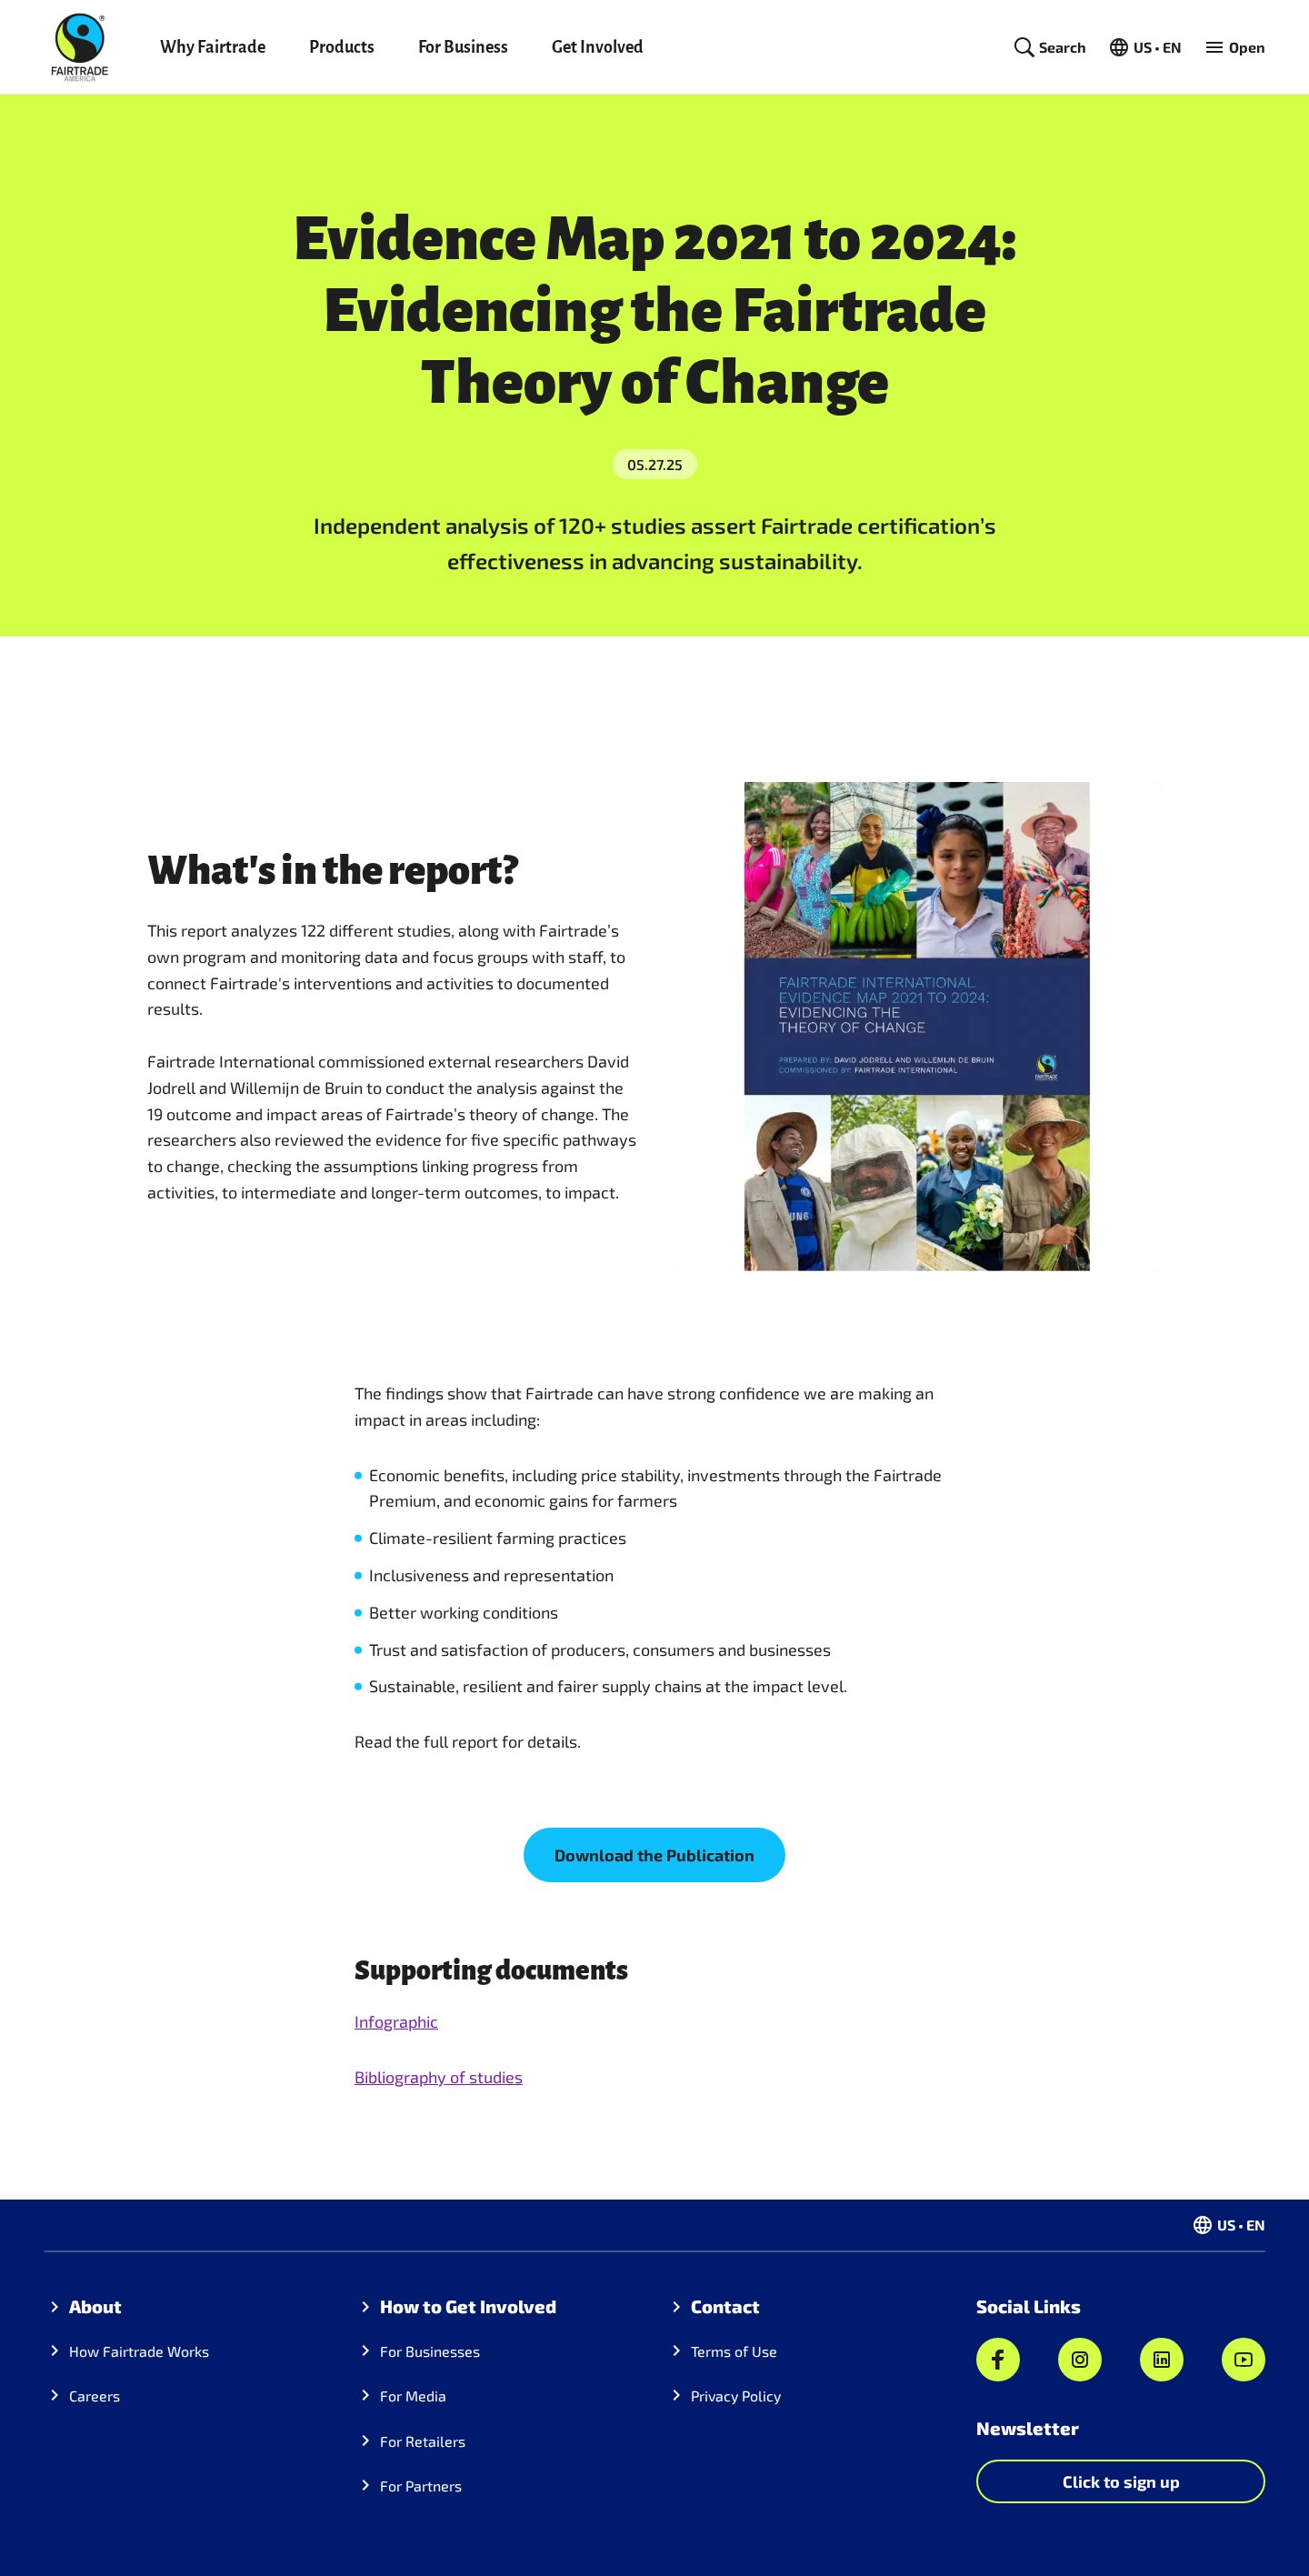 FAIRTRADE
AMERICA
®
Why Fairtrade
Products
For Business
Get Involved
Search
US • EN
Open
Evidence Map 2021 to 2024:
Evidencing the Fairtrade
Theory of Change
05.27.25
Independent analysis of 120+ studies assert Fairtrade certification’s
effectiveness in advancing sustainability.
What's in the report?
This report analyzes 122 different studies, along with Fairtrade’s
own program and monitoring data and focus groups with staff, to
connect Fairtrade’s interventions and activities to documented
results.
Fairtrade International commissioned external researchers David
Jodrell and Willemijn de Bruin to conduct the analysis against the
19 outcome and impact areas of Fairtrade’s theory of change. The
researchers also reviewed the evidence for five specific pathways
to change, checking the assumptions linking progress from
activities, to intermediate and longer-term outcomes, to impact.
FAIRTRADE INTERNATIONAL
EVIDENCE MAP 2021 TO 2024:
EVIDENCING THE
THEORY OF CHANGE
PREPARED BY: DAVID JODRELL AND WILLEMIJN DE BRUIN
COMMISSIONED BY: FAIRTRADE INTERNATIONAL
The findings show that Fairtrade can have strong confidence we are making an
impact in areas including:
Economic benefits, including price stability, investments through the Fairtrade
Premium, and economic gains for farmers
Climate-resilient farming practices
Inclusiveness and representation
Better working conditions
Trust and satisfaction of producers, consumers and businesses
Sustainable, resilient and fairer supply chains at the impact level.
Read the full report for details.
Download the Publication
Supporting documents
Infographic
Bibliography of studies
US • EN
About
How Fairtrade Works
Careers
How to Get Involved
For Businesses
For Media
For Retailers
For Partners
Contact
Terms of Use
Privacy Policy
Social Links
Newsletter
Click to sign up